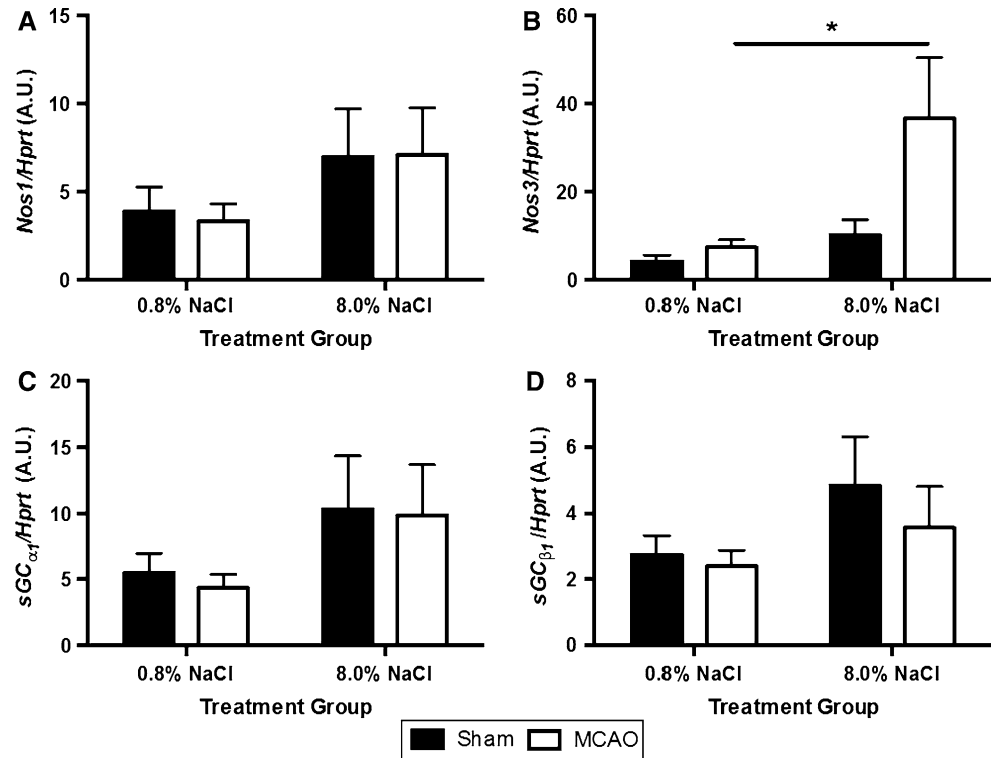 A
Nos1/Hprt (A.U.)
15
10
5
0
0.8% NaCl
8.0% NaCl
Treatment Group
B
Nos3/Hprt (A.U.)
60
40
20
0
*
0.8% NaCl
8.0% NaCl
Treatment Group
C
sGCα1/Hprt (A.U.)
20
15
10
5
0
0.8% NaCl
8.0% NaCl
Treatment Group
D
sGCβ1 /Hprt (A.U.)
8
6
4
2
0
0.8% NaCl
8.0% NaCl
Treatment Group
Sham
MCAO